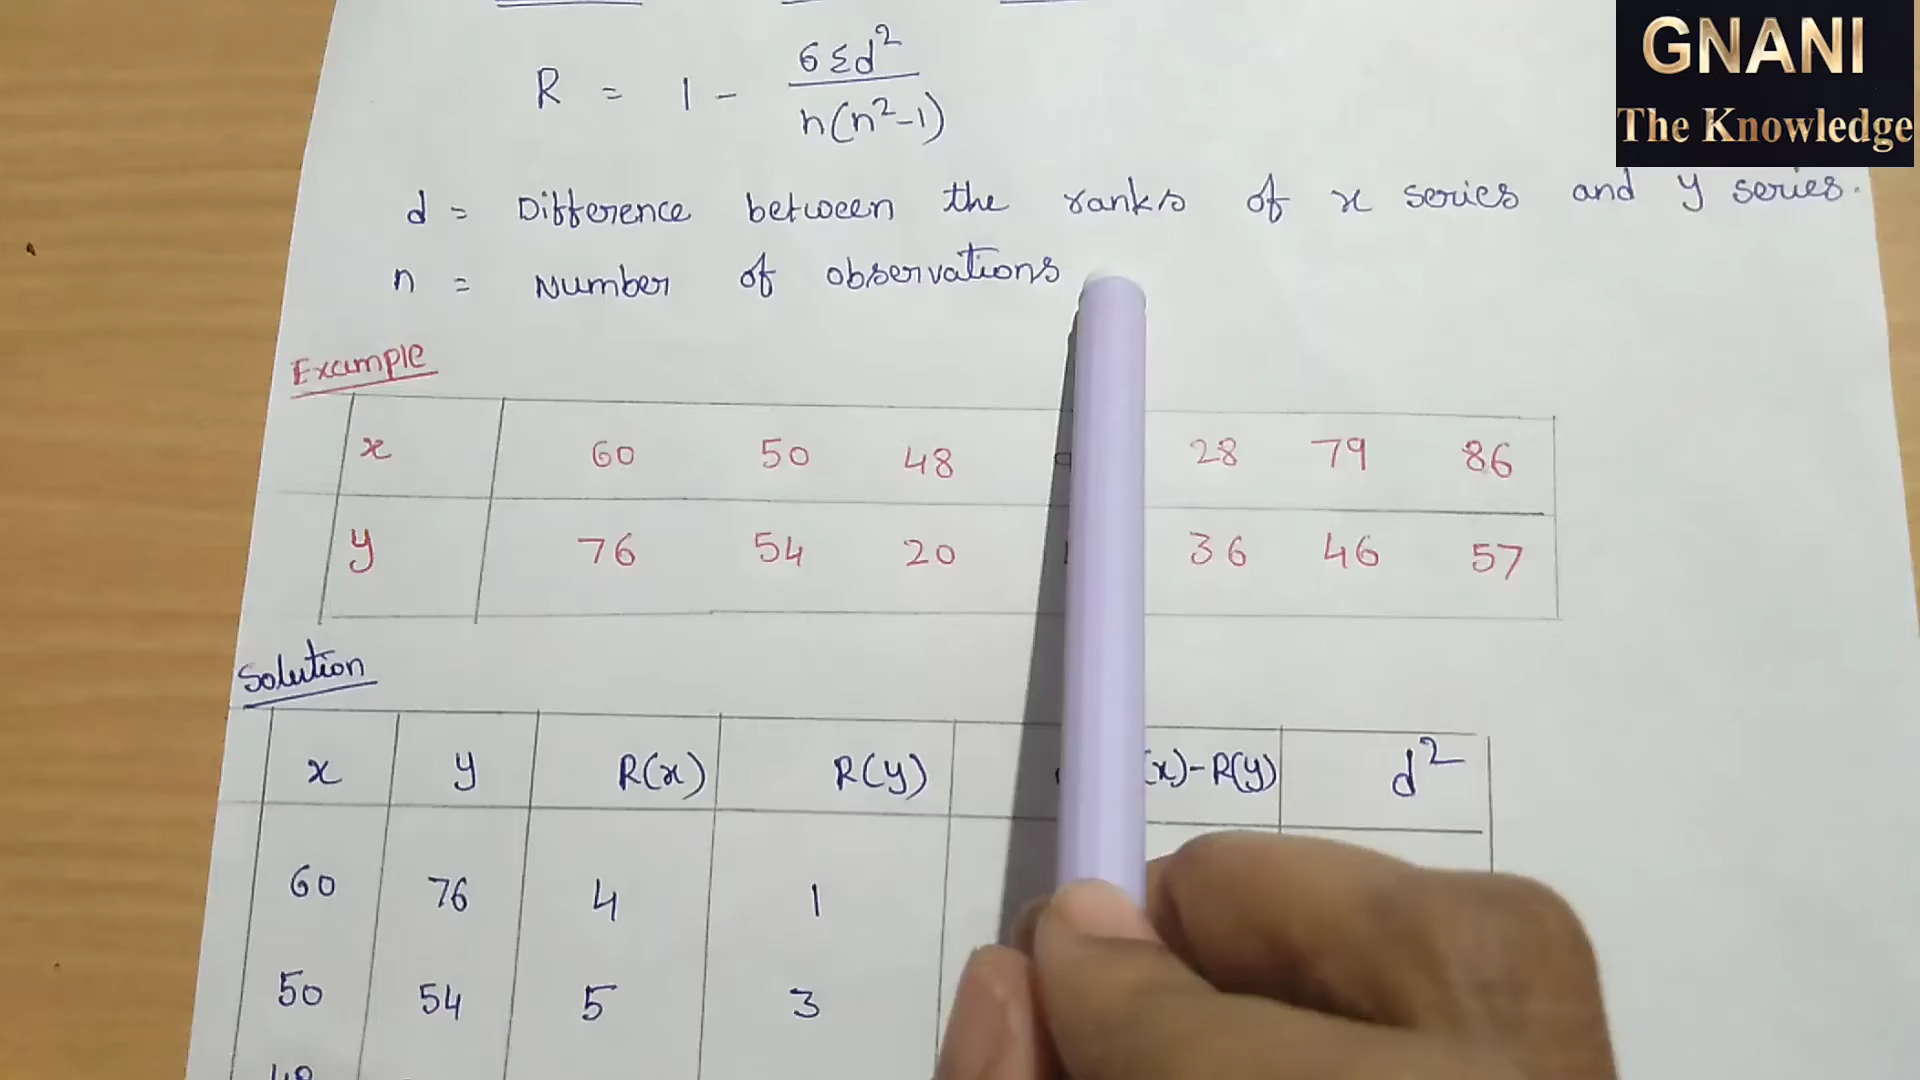 GNANI
The Knowledge
R = 1 - 6Σd² / n(n²-1)
d = Difference between the ranks of x series and y series.
n = Number of observations
Example
x 60 50 48 28 79 86
y 76 54 20 36 46 57
Solution
x y R(x) R(y) (x)-R(y) d²
60 76 4 1
50 54 5 3